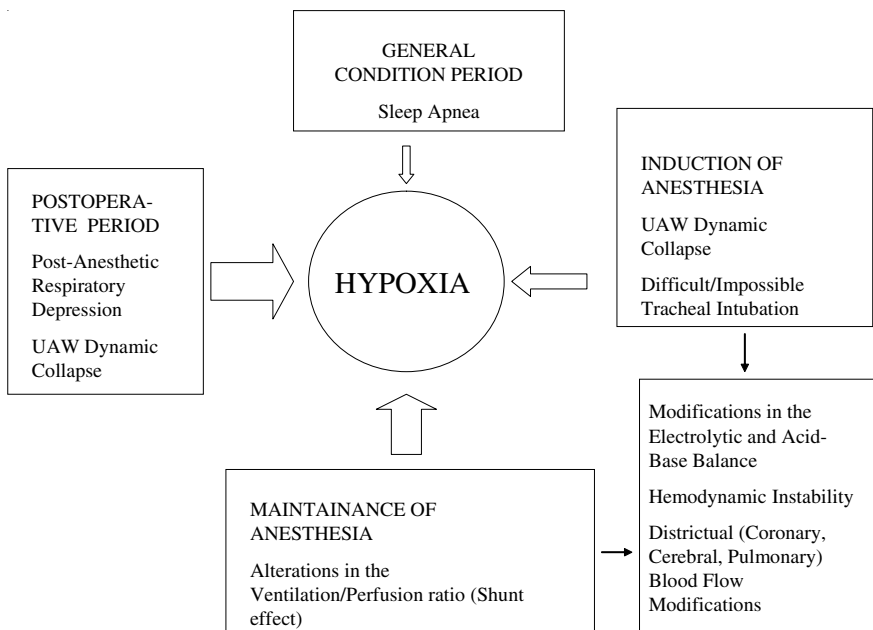 GENERAL
CONDITION PERIOD
Sleep Apnea
INDUCTION OF
ANESTHESIA
UAW Dynamic
Collapse
Difficult/Impossible
Tracheal Intubation
POSTOPERA-
TIVE PERIOD
Post-Anesthetic
Respiratory
Depression
UAW Dynamic
Collapse
HYPOXIA
Modifications in the
Electrolytic and Acid-
Base Balance
Hemodynamic Instability
Districtual (Coronary,
Cerebral, Pulmonary)
Blood Flow
Modifications
MAINTAINANCE OF
ANESTHESIA
Alterations in the
Ventilation/Perfusion ratio (Shunt
effect)